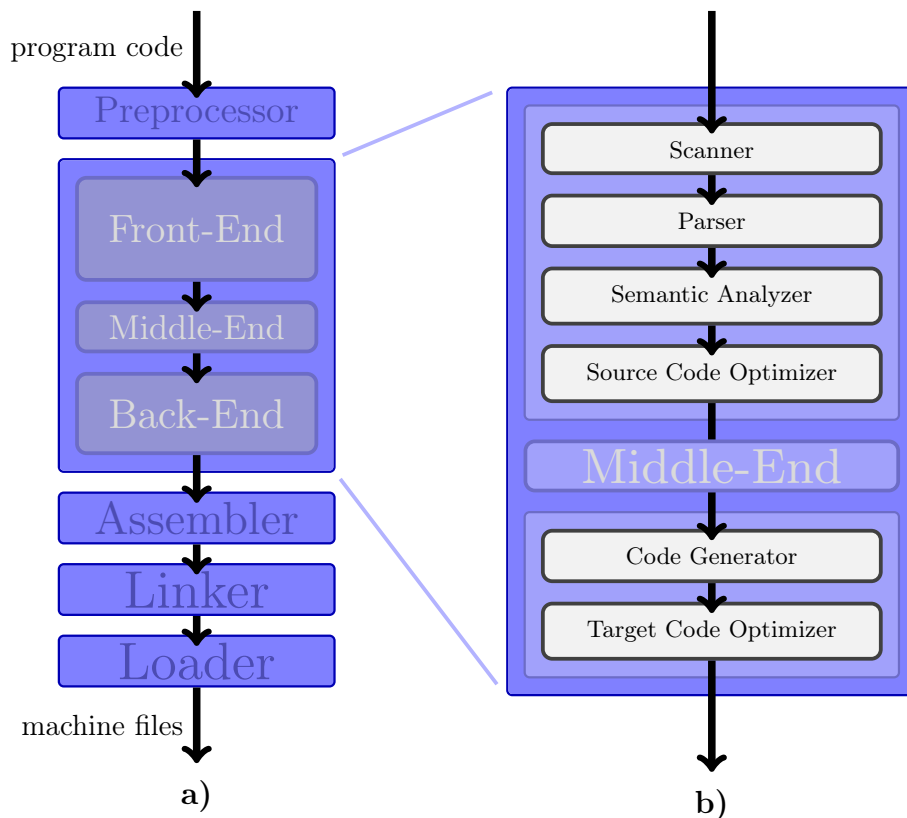 program code
Preprocessor
Front-End
Middle-End
Back-End
Assembler
Linker
Loader
machine files
a)
Scanner
Parser
Semantic Analyzer
Source Code Optimizer
Middle-End
Code Generator
Target Code Optimizer
b)